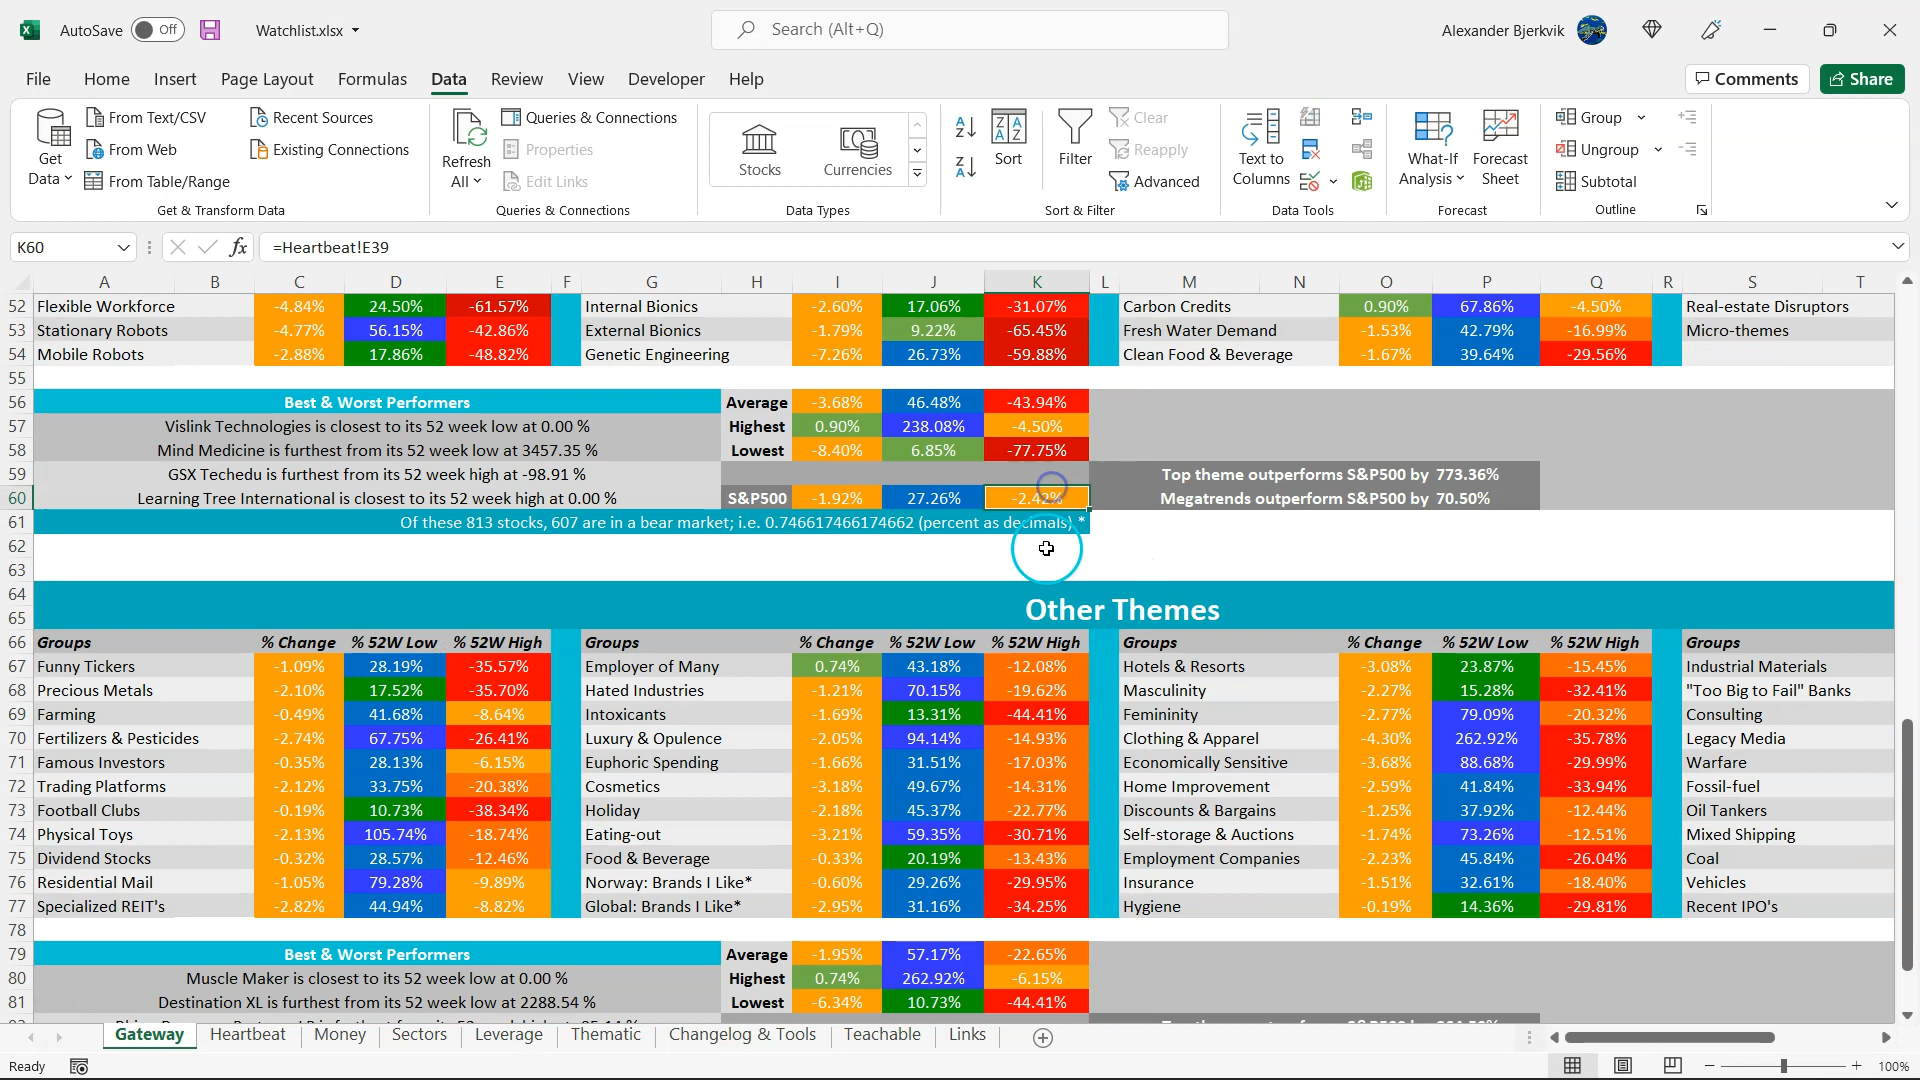 AutoSave Off Watchlist.xlsx Search (Alt+Q) Alexander Bjerkvik
File Home Insert Page Layout Formulas Data Review View Developer Help Comments Share
Get Data From Text/CSV From Web From Table/Range Recent Sources Existing Connections
Refresh All Queries & Connections Properties Edit Links
Stocks Currencies
Sort Filter Clear Reapply Advanced
Text to Columns What-If Analysis Forecast Sheet
Group Ungroup Subtotal
Get & Transform Data Queries & Connections Data Types Sort & Filter Data Tools Forecast Outline
K60 fx =Heartbeat!E39
A B C D E F G H I J K L M N O P Q R S T
52 Flexible Workforce -4.84% 24.50% -61.57% Internal Bionics -2.60% 17.06% -31.07% Carbon Credits 0.90% 67.86% -4.50% Real-estate Disruptors
53 Stationary Robots -4.77% 56.15% -42.86% External Bionics -1.79% 9.22% -65.45% Fresh Water Demand -1.53% 42.79% -16.99% Micro-themes
54 Mobile Robots -2.88% 17.86% -48.82% Genetic Engineering -7.26% 26.73% -59.88% Clean Food & Beverage -1.67% 39.64% -29.56%
55
56 Best & Worst Performers Average -3.68% 46.48% -43.94%
57 Vislink Technologies is closest to its 52 week low at 0.00 % Highest 0.90% 238.08% -4.50%
58 Mind Medicine is furthest from its 52 week low at 3457.35 % Lowest -8.40% 6.85% -77.75%
59 GSX Techedu is furthest from its 52 week high at -98.91 % Top theme outperforms S&P500 by 773.36%
60 Learning Tree International is closest to its 52 week high at 0.00 % S&P500 -1.92% 27.26% -2.42% Megatrends outperform S&P500 by 70.50%
61 Of these 813 stocks, 607 are in a bear market; i.e. 0.746617466174662 (percent as decimals) *
62
63
64
65 Other Themes
66 Groups % Change % 52W Low % 52W High Groups % Change % 52W Low % 52W High Groups % Change % 52W Low % 52W High Groups
67 Funny Tickers -1.09% 28.19% -35.57% Employer of Many 0.74% 43.18% -12.08% Hotels & Resorts -3.08% 23.87% -15.45% Industrial Materials
68 Precious Metals -2.10% 17.52% -35.70% Hated Industries -1.21% 70.15% -19.62% Masculinity -2.27% 15.28% -32.41% "Too Big to Fail" Banks
69 Farming -0.49% 41.68% -8.64% Intoxicants -1.69% 13.31% -44.41% Femininity -2.77% 79.09% -20.32% Consulting
70 Fertilizers & Pesticides -2.74% 67.75% -26.41% Luxury & Opulence -2.05% 94.14% -14.93% Clothing & Apparel -4.30% 262.92% -35.78% Legacy Media
71 Famous Investors -0.35% 28.13% -6.15% Euphoric Spending -1.66% 31.51% -17.03% Economically Sensitive -3.68% 88.68% -29.99% Warfare
72 Trading Platforms -2.12% 33.75% -20.38% Cosmetics -3.18% 49.67% -14.31% Home Improvement -2.59% 41.84% -33.94% Fossil-fuel
73 Football Clubs -0.19% 10.73% -38.34% Holiday -2.18% 45.37% -22.77% Discounts & Bargains -1.25% 37.92% -12.44% Oil Tankers
74 Physical Toys -2.13% 105.74% -18.74% Eating-out -3.21% 59.35% -30.71% Self-storage & Auctions -1.74% 73.26% -12.51% Mixed Shipping
75 Dividend Stocks -0.32% 28.57% -12.46% Food & Beverage -0.33% 20.19% -13.43% Employment Companies -2.23% 45.84% -26.04% Coal
76 Residential Mail -1.05% 79.28% -9.89% Norway: Brands I Like* -0.60% 29.26% -29.95% Insurance -1.51% 32.61% -18.40% Vehicles
77 Specialized REIT's -2.82% 44.94% -8.82% Global: Brands I Like* -2.95% 31.16% -34.25% Hygiene -0.19% 14.36% -29.81% Recent IPO's
78
79 Best & Worst Performers Average -1.95% 57.17% -22.65%
80 Muscle Maker is closest to its 52 week low at 0.00 % Highest 0.74% 262.92% -6.15%
81 Destination XL is furthest from its 52 week low at 2288.54 % Lowest -6.34% 10.73% -44.41%
Gateway Heartbeat Money Sectors Leverage Thematic Changelog & Tools Teachable Links
Ready 100%